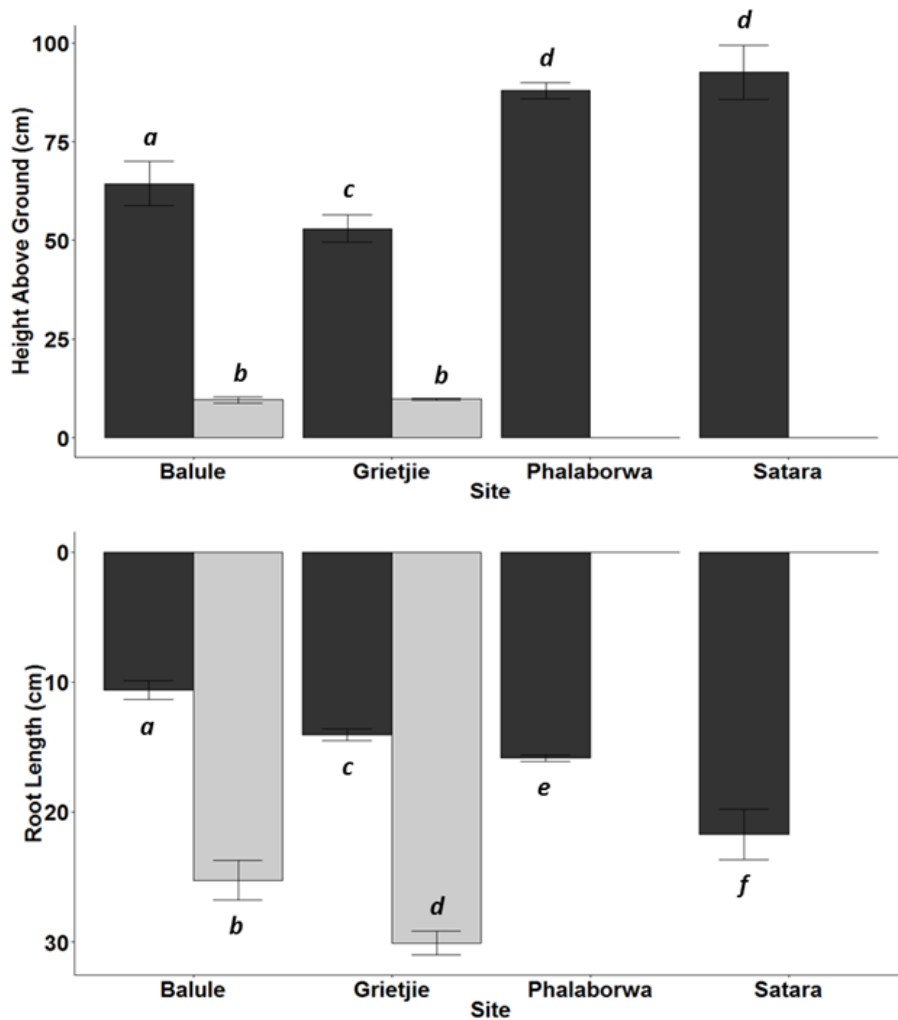 Height Above Ground (cm)
100
75
50
25
0
a
b
c
b
d
d
Balule Grietjie Phalaborwa Satara
Site
Root Length (cm)
0
10
20
30
a
b
c
d
e
f
Balule Grietjie Phalaborwa Satara
Site